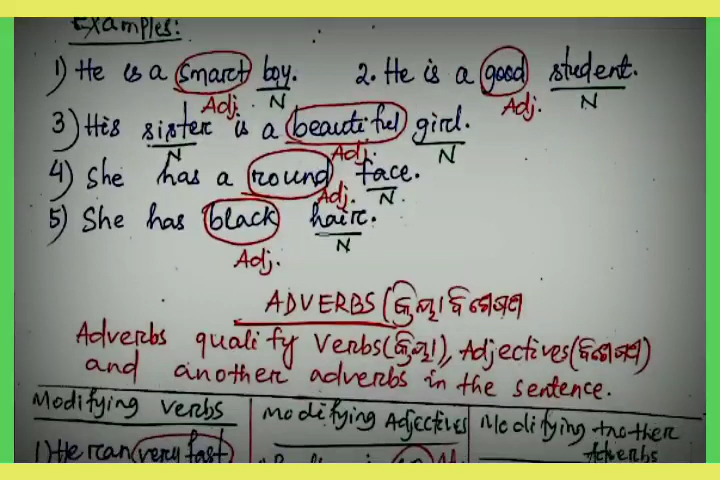 Examples:
1) He is a smart boy. 2. He is a good student.
Adj. N Adj. N
3) His sister is a beautiful girl.
N Adj. N
4) She has a round face.
Adj. N.
5) She has black hair.
Adj. N
ADVERBS (କ୍ରିୟା ବିଶେଷଣ
Adverbs qualify Verbs(କ୍ରିୟା), Adjectives(ବିଶେଷଣ)
and another adverbs in the sentence.
Modifying verbs Modifying Adjectives Modifying another Adverbs
1) He ran very fast